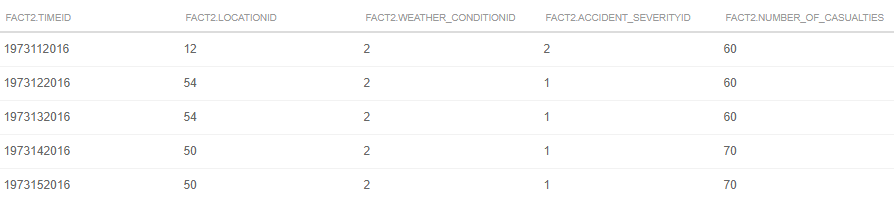 FACT2.TIMEID FACT2.LOCATIONID FACT2.WEATHER_CONDITIONID FACT2.ACCIDENT_SEVERITYID FACT2.NUMBER_OF_CASUALTIES
1973112016 12 2 2 60
1973122016 54 2 1 60
1973132016 54 2 1 60
1973142016 50 2 1 70
1973152016 50 2 1 70